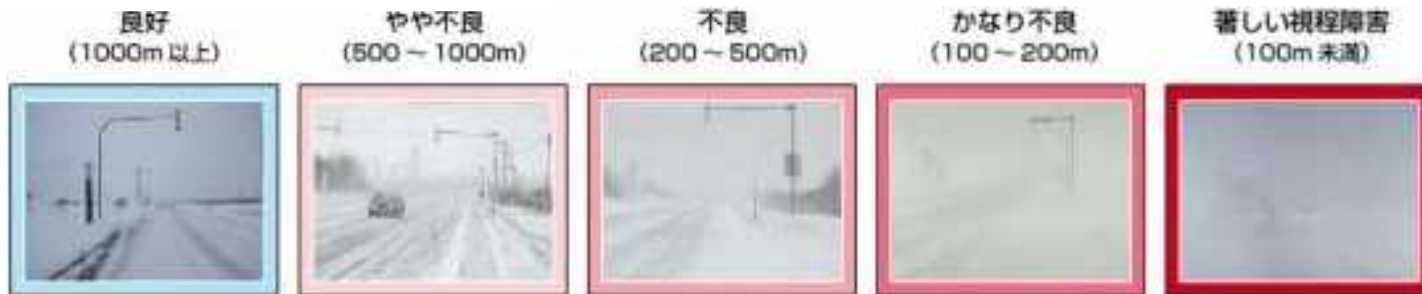 良好
（1000m 以上）
やや不良
（500 〜 1000m）
不良
（200 〜 500m）
かなり不良
（100 〜 200m）
著しい視程障害
（100m 未満）